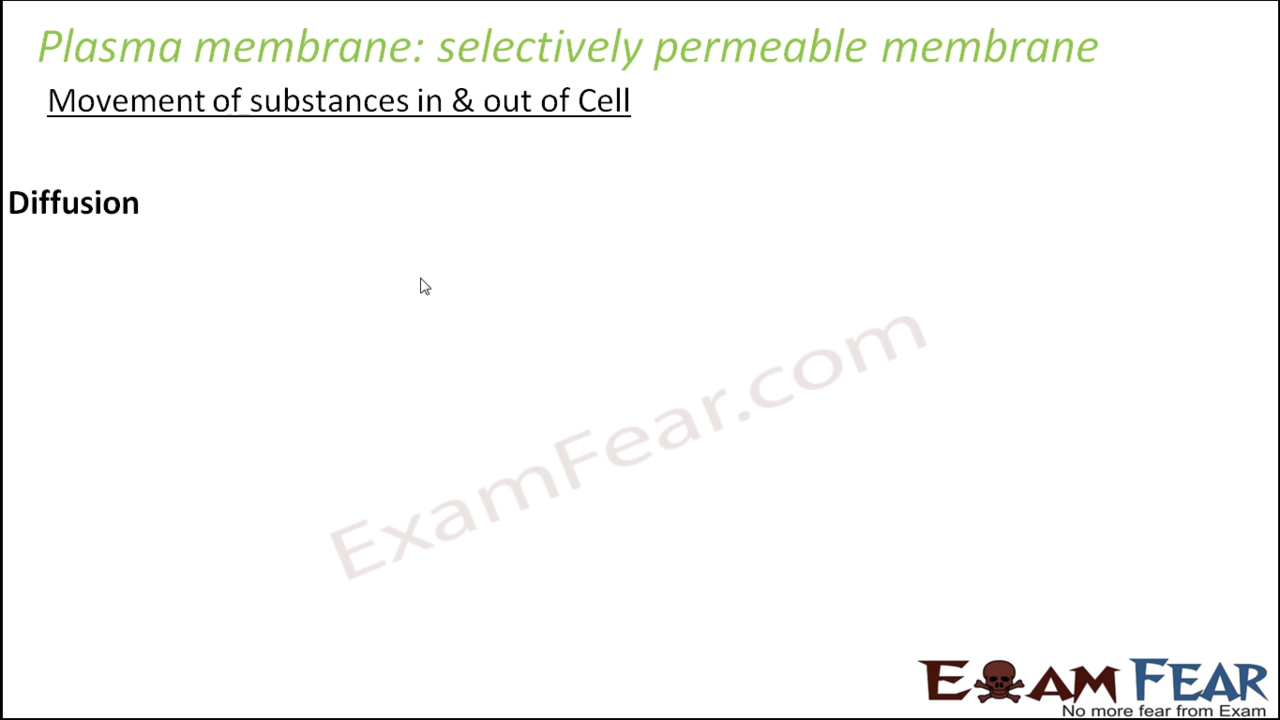 Plasma membrane: selectively permeable membrane
Movement of substances in & out of Cell
Diffusion
ExamFear.com
EXAM FEAR
No more fear from Exam